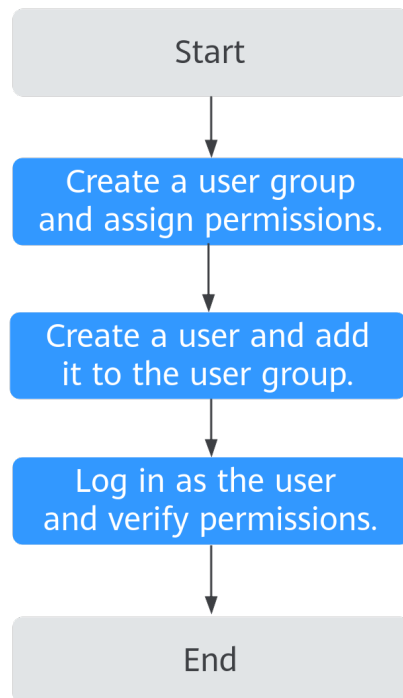 Start
Create a user group
and assign permissions.
Create a user and add
it to the user group.
Log in as the user
and verify permissions.
End